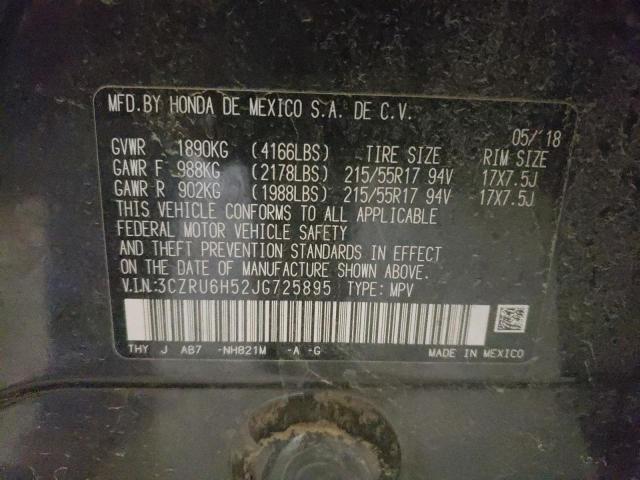 MFD.BY HONDA DE MEXICO S.A. DE C.V.
05/'18
GVWR 1890KG (4166LBS) TIRE SIZE RIM SIZE
GAWR F 988KG (2178LBS) 215/55R17 94V 17X7.5J
GAWR R 902KG (1988LBS) 215/55R17 94V 17X7.5J
THIS VEHICLE CONFORMS TO ALL APPLICABLE
FEDERAL MOTOR VEHICLE SAFETY
AND THEFT PREVENTION STANDARDS IN EFFECT
ON THE DATE OF MANUFACTURE SHOWN ABOVE.
V.I.N.:3CZRU6H52JG725895 TYPE: MPV
THY J AB7 -NH821M -A -G MADE IN MEXICO